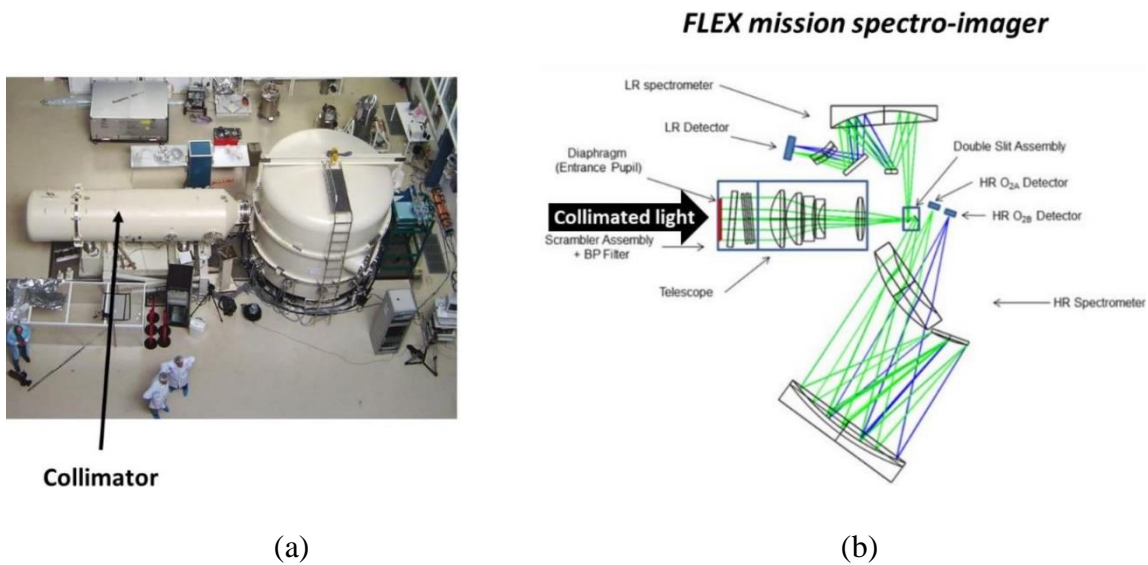 FLEX mission spectro-imager
LR spectrometer
LR Detector
Diaphragm
(Entrance Pupil)
Collimated light
Scrambler Assembly
+ BP Filter
Telescope
Double Slit Assembly
HR O2A Detector
HR O2B Detector
HR Spectrometer
Collimator
(a)
(b)